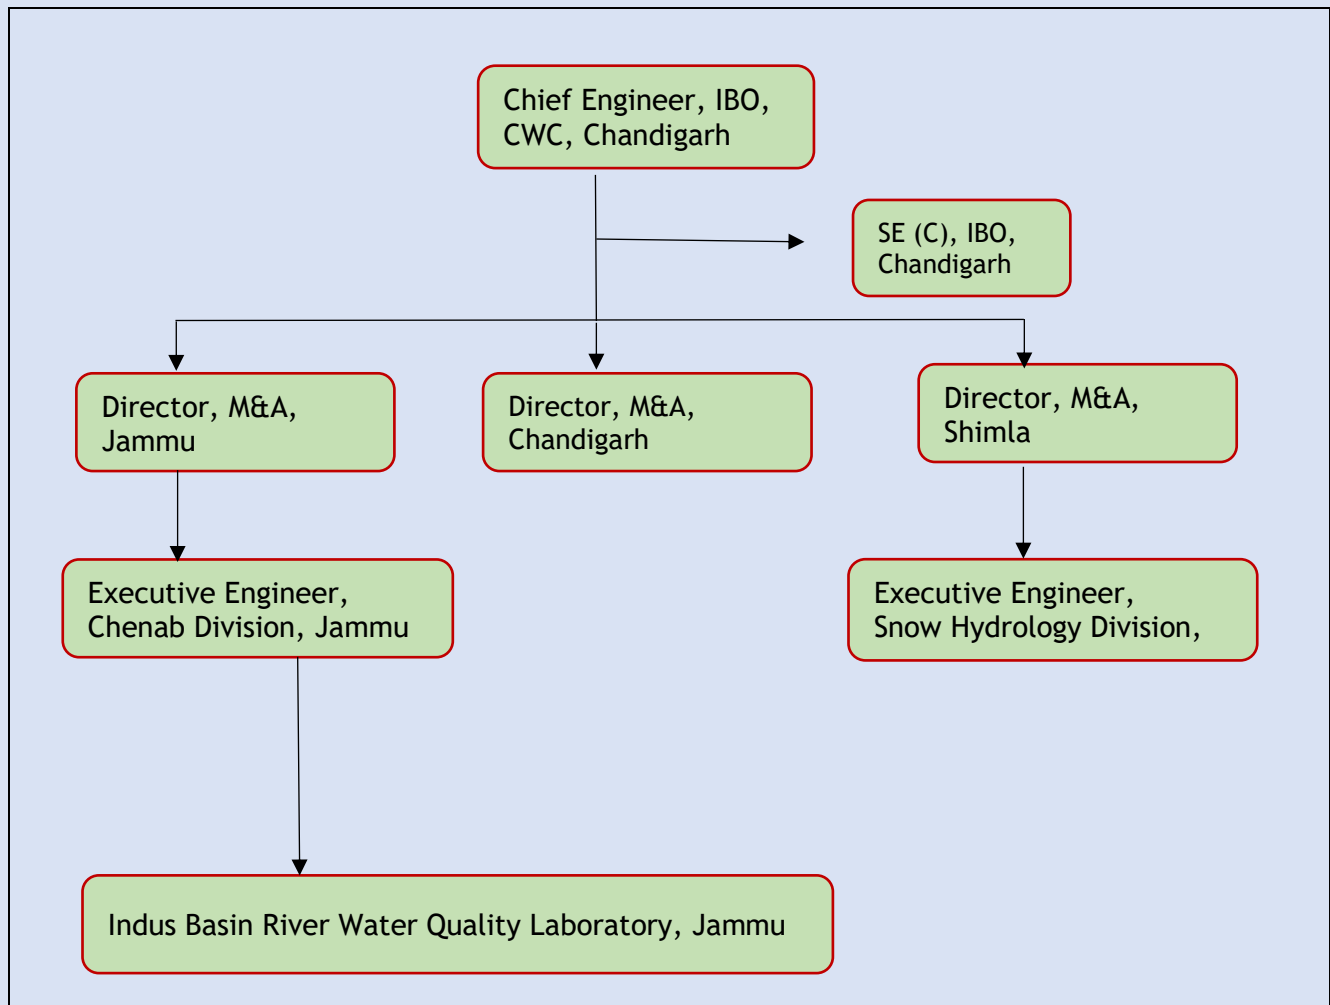 Chief Engineer, IBO,
CWC, Chandigarh
SE (C), IBO,
Chandigarh
Director, M&A,
Jammu
Director, M&A,
Chandigarh
Director, M&A,
Shimla
Executive Engineer,
Chenab Division, Jammu
Executive Engineer,
Snow Hydrology Division,
Indus Basin River Water Quality Laboratory, Jammu